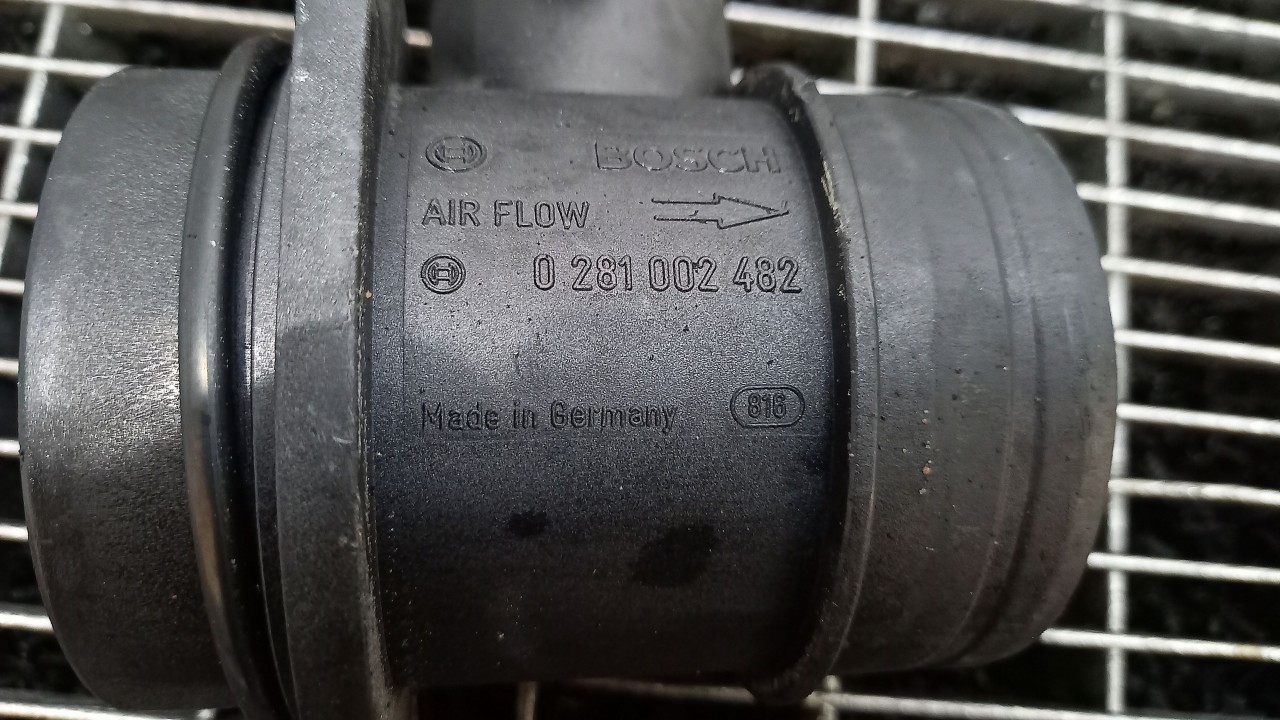 BOSCH
AIR FLOW
0 281 002 482
Made in Germany 816